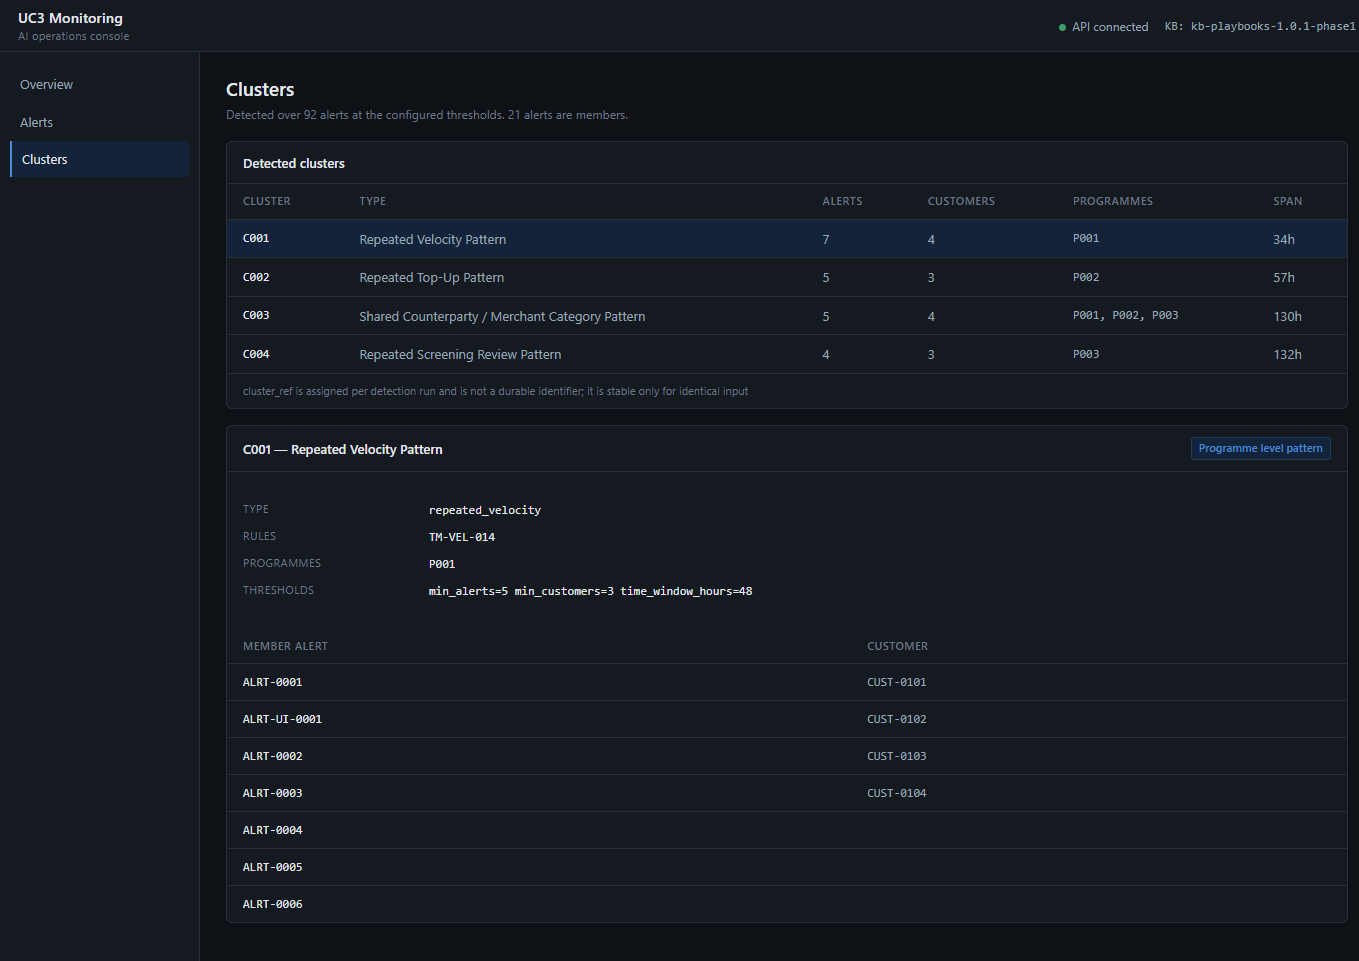 UC3 Monitoring
AI operations console
API connected KB: kb-playbooks-1.0.1-phase1
Overview
Alerts
Clusters
Clusters
Detected over 92 alerts at the configured thresholds. 21 alerts are members.
Detected clusters
CLUSTER TYPE ALERTS CUSTOMERS PROGRAMMES SPAN
C001 Repeated Velocity Pattern 7 4 P001 34h
C002 Repeated Top-Up Pattern 5 3 P002 57h
C003 Shared Counterparty / Merchant Category Pattern 5 4 P001, P002, P003 130h
C004 Repeated Screening Review Pattern 4 3 P003 132h
cluster_ref is assigned per detection run and is not a durable identifier; it is stable only for identical input
C001 — Repeated Velocity Pattern Programme level pattern
TYPE repeated_velocity
RULES TM-VEL-014
PROGRAMMES P001
THRESHOLDS min_alerts=5 min_customers=3 time_window_hours=48
MEMBER ALERT CUSTOMER
ALRT-0001 CUST-0101
ALRT-UI-0001 CUST-0102
ALRT-0002 CUST-0103
ALRT-0003 CUST-0104
ALRT-0004
ALRT-0005
ALRT-0006